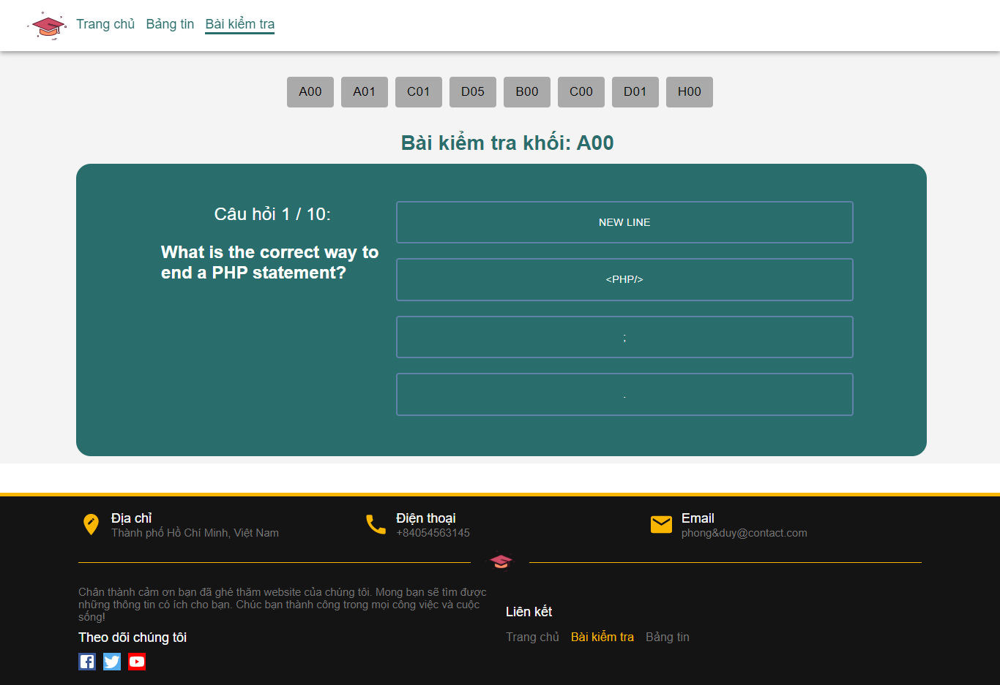 Trang chủ Bảng tin Bài kiểm tra
A00 A01 C01 D05 B00 C00 D01 H00
Bài kiểm tra khối: A00
Câu hỏi 1 / 10:
What is the correct way to
end a PHP statement?
NEW LINE
<PHP/>
;
.
Địa chỉ
Thành phố Hồ Chí Minh, Việt Nam
Điện thoại
+84054563145
Email
phong&duy@contact.com
Chân thành cảm ơn bạn đã ghé thăm website của chúng tôi. Mong bạn sẽ tìm được
những thông tin có ích cho bạn. Chúc bạn thành công trong mọi công việc và cuộc
sống!
Theo dõi chúng tôi
Liên kết
Trang chủ Bài kiểm tra Bảng tin